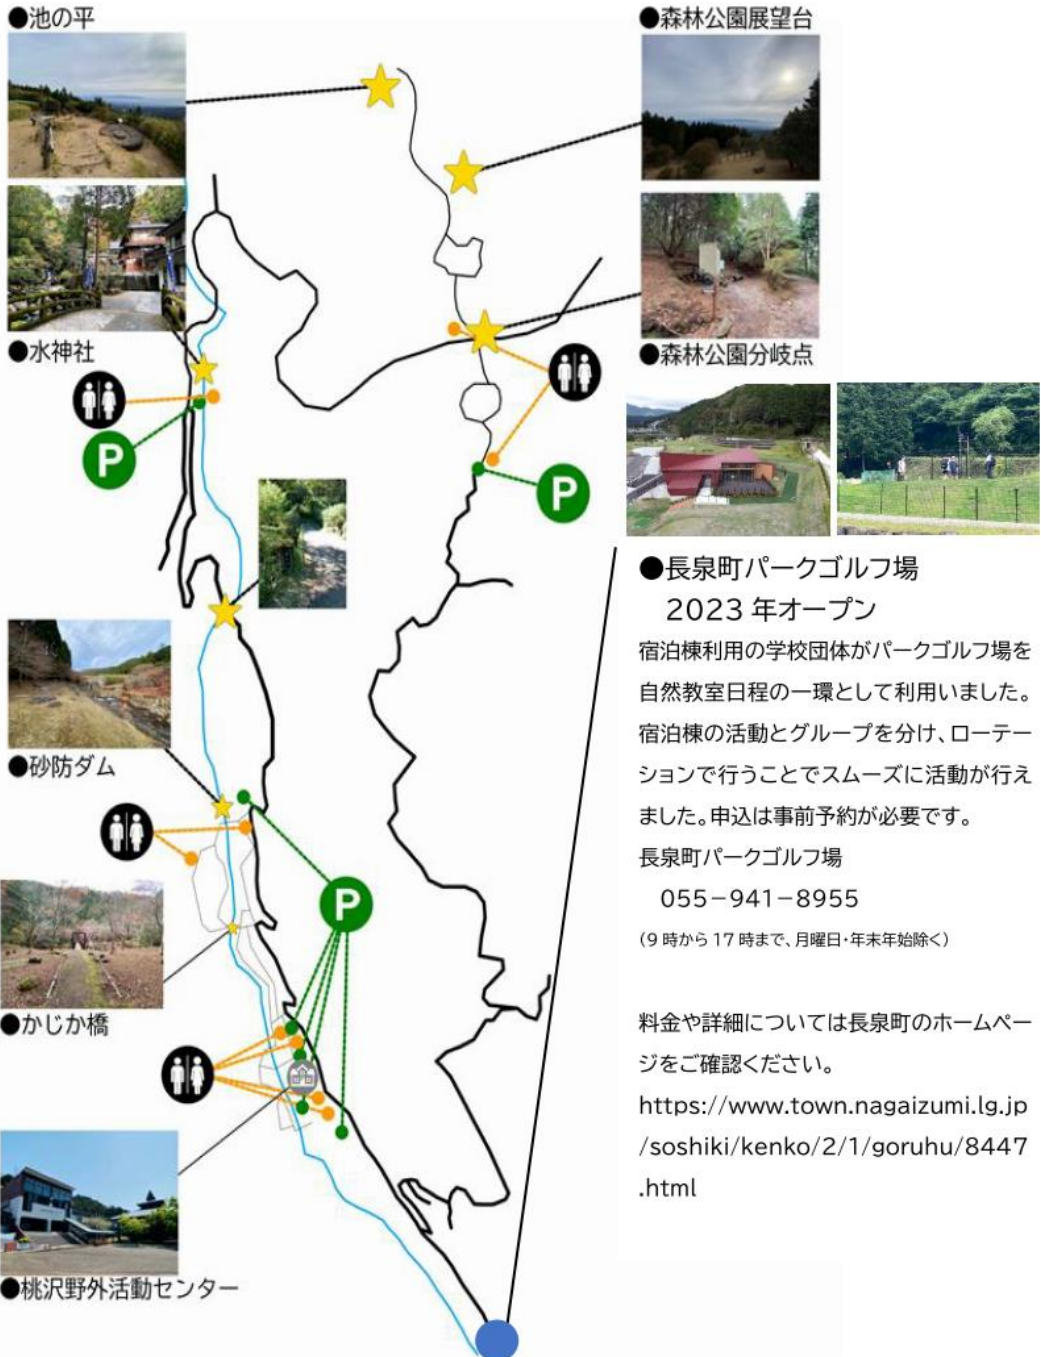 ●池の平
●森林公園展望台
●水神社
●森林公園分岐点
P
P
●長泉町パークゴルフ場
2023年オープン
宿泊棟利用の学校団体がパークゴルフ場を
自然教室日程の一環として利用いました。
宿泊棟の活動とグループを分け、ローテー
ションで行うことでスムーズに活動が行え
ました。申込は事前予約が必要です。
長泉町パークゴルフ場
055-941-8955
(9時から17時まで、月曜日・年末年始除く)
料金や詳細については長泉町のホームペー
ジをご確認ください。
https://www.town.nagaizumi.lg.jp
/soshiki/kenko/2/1/goruhu/8447
.html
●砂防ダム
P
●かじか橋
●桃沢野外活動センター